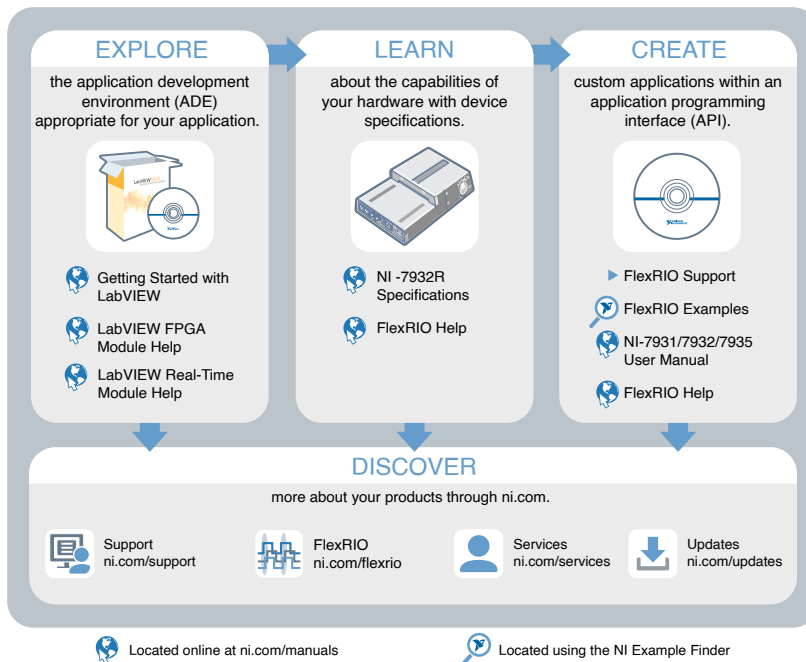 EXPLORE
the application development
environment (ADE)
appropriate for your application.
LabVIEW
Getting Started with
LabVIEW
LabVIEW FPGA
Module Help
LabVIEW Real-Time
Module Help
LEARN
about the capabilities of
your hardware with device
specifications.
NI -7932R
Specifications
FlexRIO Help
CREATE
custom applications within an
application programming
interface (API).
FlexRIO Support
FlexRIO Examples
NI-7931/7932/7935
User Manual
FlexRIO Help
DISCOVER
more about your products through ni.com.
Support
ni.com/support
FlexRIO
ni.com/flexrio
Services
ni.com/services
Updates
ni.com/updates
Located online at ni.com/manuals
Located using the NI Example Finder